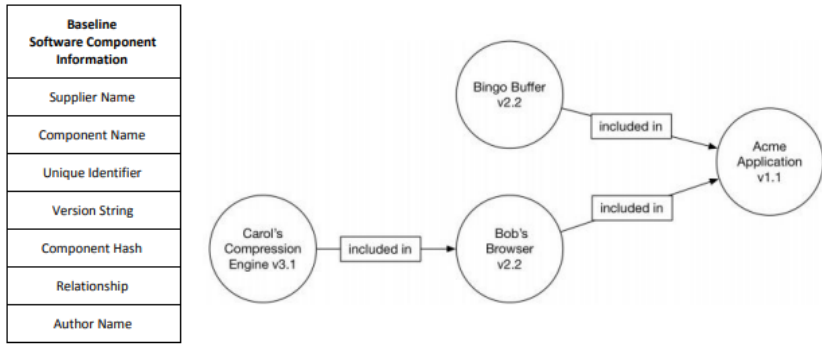 Baseline
Software Component
Information
Supplier Name
Component Name
Unique Identifier
Version String
Component Hash
Relationship
Author Name
Bingo Buffer
v2.2
included in
Acme
Application
v1.1
included in
Carol's
Compression
Engine v3.1
included in
Bob's
Browser
v2.2